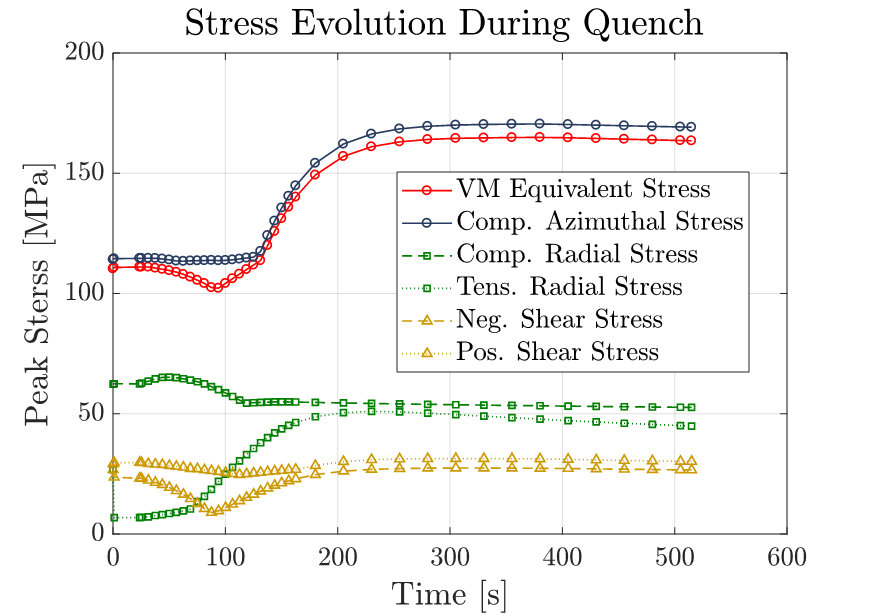 Stress Evolution During Quench
Peak Sterss [MPa]
200
150
100
50
0
VM Equivalent Stress
Comp. Azimuthal Stress
Comp. Radial Stress
Tens. Radial Stress
Neg. Shear Stress
Pos. Shear Stress
0 100 200 300 400 500 600
Time [s]